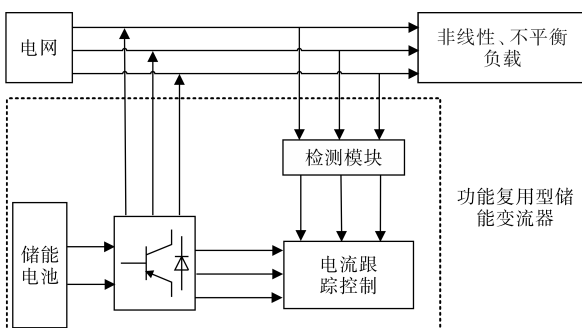 电网
非线性、不平衡
负载
检测模块
功能复用型储
能变流器
储能
电池
电流跟
踪控制